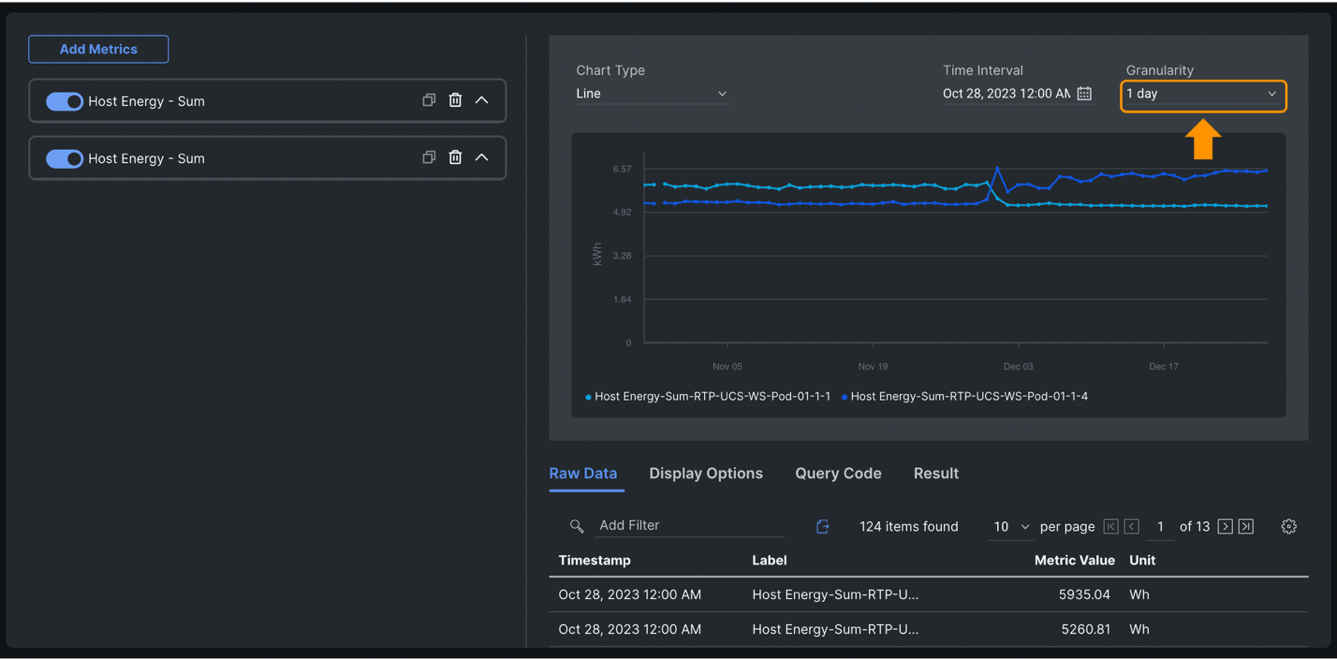 Add Metrics
Host Energy - Sum
Host Energy - Sum
Chart Type
Line
Time Interval
Oct 28, 2023 12:00 AM
Granularity
1 day
6.57
4.92
3.28
1.64
0
kWh
Nov 05 Nov 19 Dec 03 Dec 17
Host Energy-Sum-RTP-UCS-WS-Pod-01-1-1 Host Energy-Sum-RTP-UCS-WS-Pod-01-1-4
Raw Data Display Options Query Code Result
Add Filter 124 items found 10 per page 1 of 13
Timestamp Label Metric Value Unit
Oct 28, 2023 12:00 AM Host Energy-Sum-RTP-U... 5935.04 Wh
Oct 28, 2023 12:00 AM Host Energy-Sum-RTP-U... 5260.81 Wh